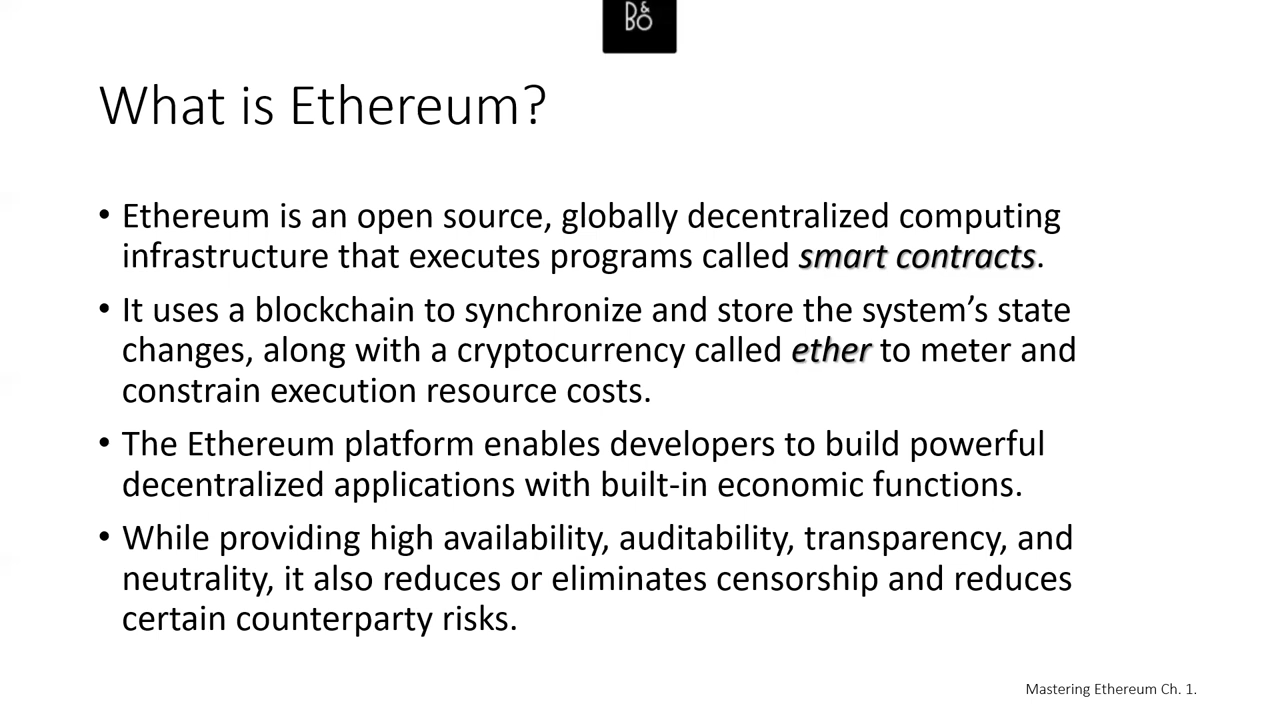 B&O
What is Ethereum?
• Ethereum is an open source, globally decentralized computing
infrastructure that executes programs called smart contracts.
• It uses a blockchain to synchronize and store the system’s state
changes, along with a cryptocurrency called ether to meter and
constrain execution resource costs.
• The Ethereum platform enables developers to build powerful
decentralized applications with built-in economic functions.
• While providing high availability, auditability, transparency, and
neutrality, it also reduces or eliminates censorship and reduces
certain counterparty risks.
Mastering Ethereum Ch. 1.